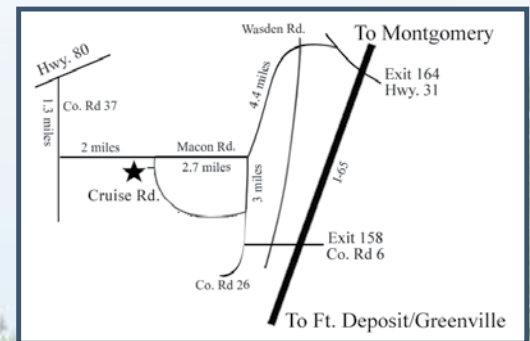 Wasden Rd.
To Montgomery
Hwy. 80
Exit 164
Hwy. 31
4.4 miles
Co. Rd 37
1.3 miles
2 miles
Macon Rd.
2.7 miles
3 miles
I-65
Cruise Rd.
Exit 158
Co. Rd 6
Co. Rd 26
To Ft. Deposit/Greenville